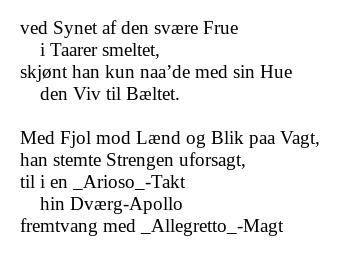 ved Synet af den svære Frue
i Taarer smeltet,
skjønt han kun naa’de med sin Hue
den Viv til Bæltet.

Med Fjol mod Lænd og Blik paa Vagt,
han stemte Strengen uforsagt,
til i en _Arioso_-Takt
hin Dværg-Apollo
fremtvang med _Allegretto_-Magt